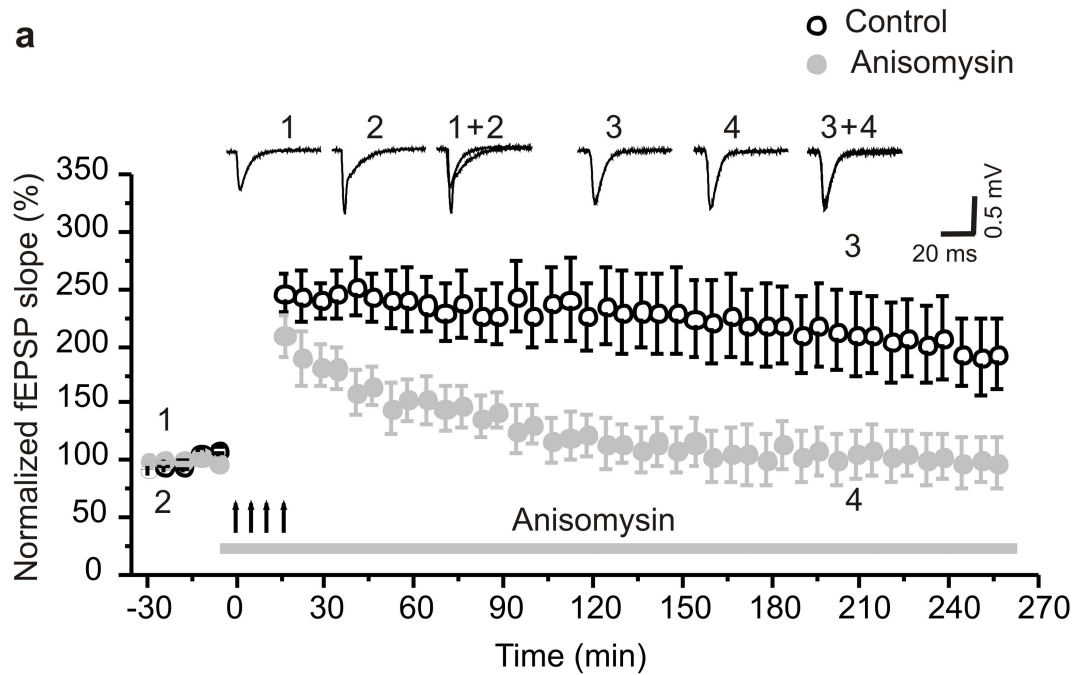 a
Control
Anisomysin
1 2 1+2 3 4 3+4
0.5 mV
20 ms
Normalized fEPSP slope (%)
350
300
250
200
150
100
50
0
3
1
2
4
Anisomysin
-30 0 30 60 90 120 150 180 210 240 270
Time (min)